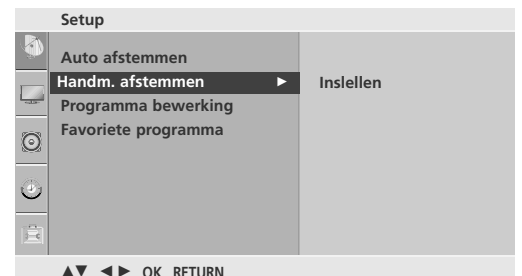 Setup
Auto afstemmen
Handm. afstemmen ► Inslellen
Programma bewerking
Favoriete programma
▲▼ ◄► OK RETURN